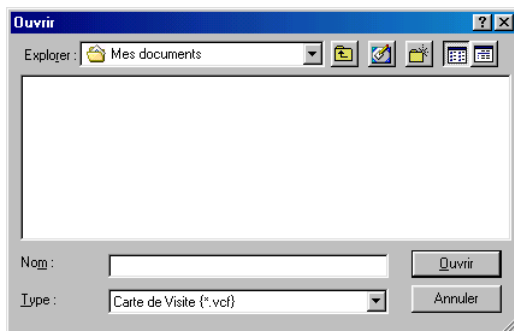 Ouvrir
Explorer : Mes documents
Nom :
Ouvrir
Type : Carte de Visite {*.vcf}
Annuler